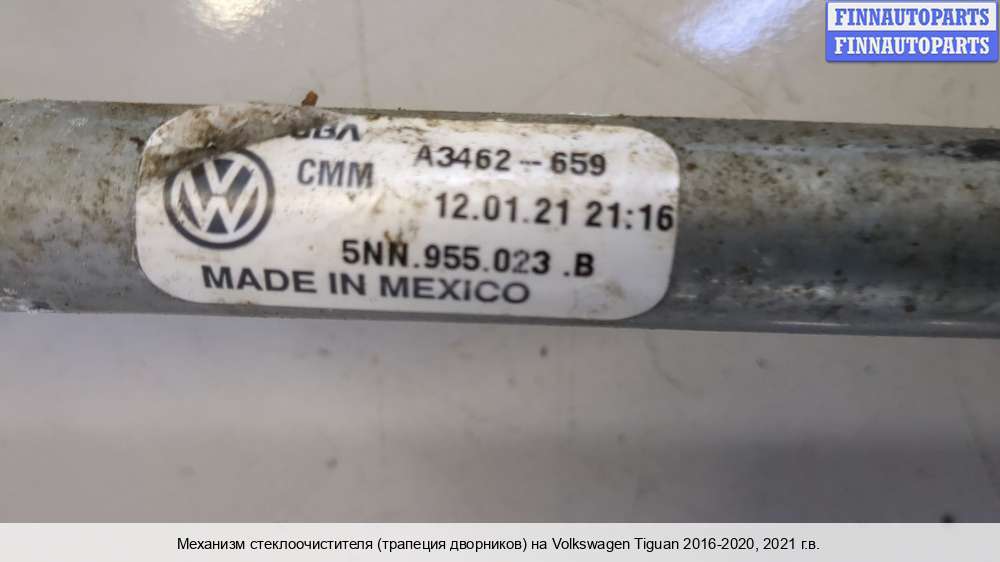 FINNAUTOPARTS
FINNAUTOPARTS
CMM A3462-659
12.01.21 21:16
5NN.955.023 .B
MADE IN MEXICO
Механизм стеклоочистителя (трапеция дворников) на Volkswagen Tiguan 2016-2020, 2021 г.в.